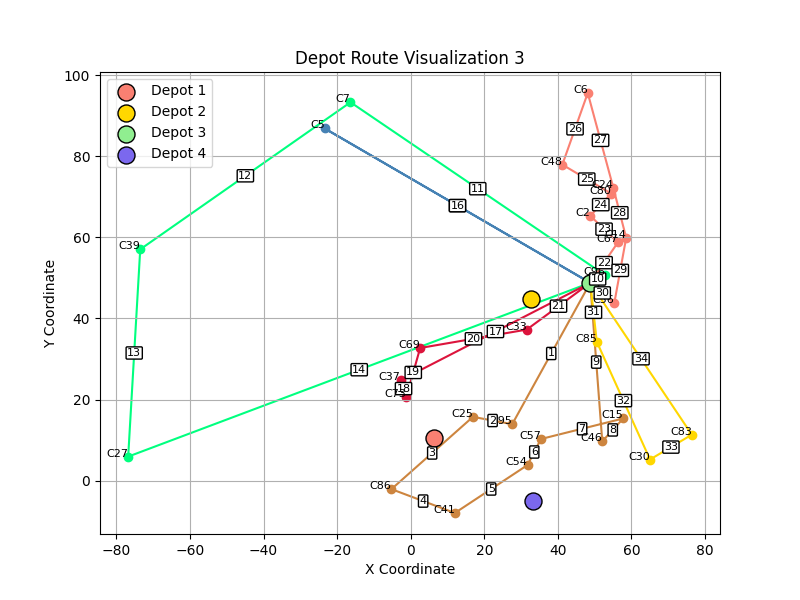 Depot Route Visualization 3
Depot 1
Depot 2
Depot 3
Depot 4
Y Coordinate
100
80
60
40
20
0
−80
−60
−40
−20
0
20
40
60
80
X Coordinate
C6
C7
C5
C48
C24
C80
C2
C14
C67
C39
C33
C69
C85
C37
C73
C25
C15
C57
C46
C83
C27
C54
C30
C86
C41
26
27
12
25
11
16
24
28
23
22
29
10
30
21
31
17
20
13
1
34
14
9
19
18
32
2
7
8
3
6
33
5
4